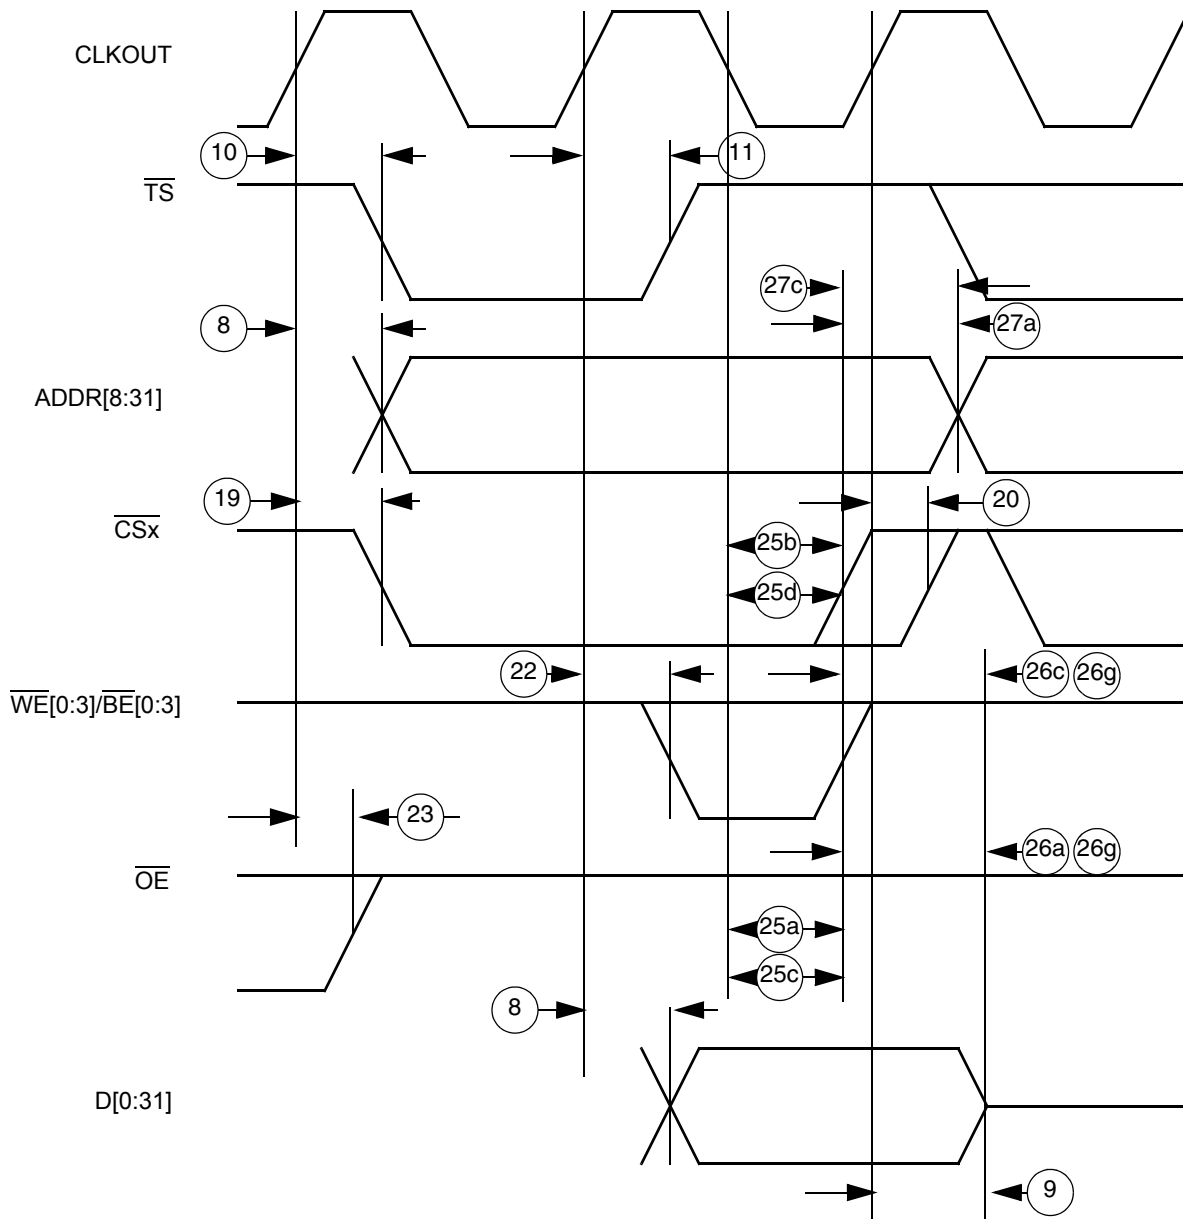 CLKOUT
10
11
TS
27c
8
27a
ADDR[8:31]
19
20
CSx
25b
25d
22
26c 26g
WE[0:3]/BE[0:3]
23
26a 26g
OE
25a
25c
8
D[0:31]
9